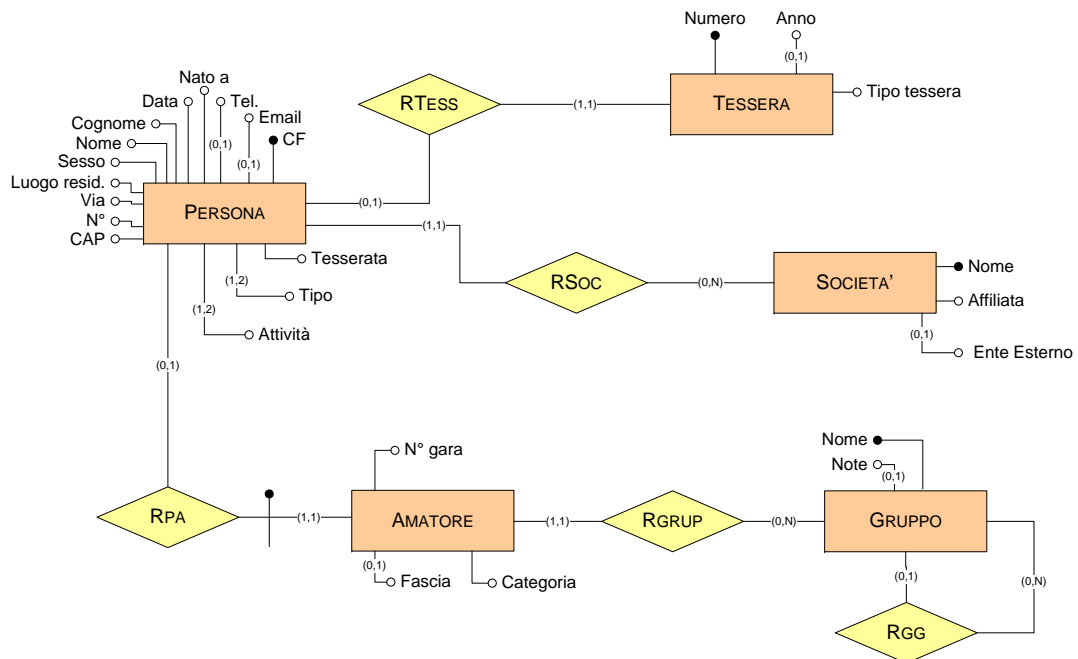 Numero
Anno
(0,1)
RTESS
(1,1)
TESSERA
Tipo tessera
Nato a
Data
Tel.
Cognome
Email
Nome
(0,1)
CF
Sesso
(0,1)
Luogo resid.
Via
N°
CAP
PERSONA
(0,1)
(1,1)
Tesserata
(1,2)
Tipo
(1,2)
Attività
RSOC
(0,N)
SOCIETA'
Nome
Affiliata
(0,1)
Ente Esterno
(0,1)
RPA
(1,1)
N° gara
AMATORE
(0,1)
Fascia
Categoria
(1,1)
RGRUP
(0,N)
Nome
Note
(0,1)
GRUPPO
(0,1)
(0,N)
RGG